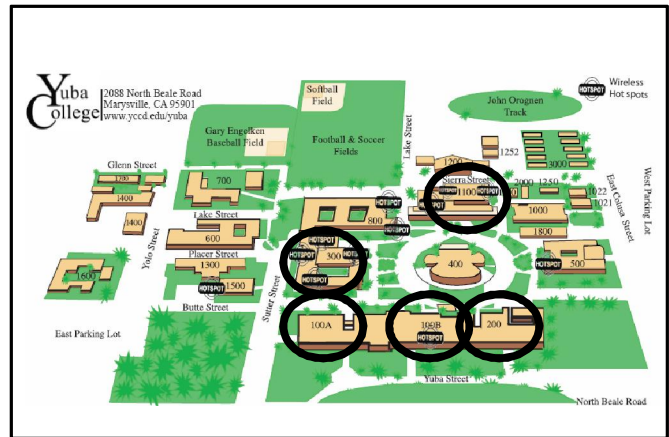 Yuba
College
2088 North Beale Road
Marysville, CA 95901
www.yccd.edu/yuba
Softball
Field
HOTSPOT
Wireless
Hot spots
John Orognen
Track
Gary Engelken
Baseball Field
Football & Soccer
Fields
Lake Street
1252
1200
3000
Glenn Street
1700
1400
700
Sierra Street
1100
HOTSPOT
HOTSPOT
HOTSPOT
2000
1250
1022
1021
East Colusa Street
West Parking Lot
1400
Lake Street
HOTSPOT
800
HOTSPOT
1000
1800
Yolo Street
600
Placer Street
1300
1500
HOTSPOT
HOTSPOT
HOTSPOT
300
HOTSPOT
400
HOTSPOT
500
1600
Butte Street
Sutter Street
East Parking Lot
100A
100B
HOTSPOT
200
Yuba Street
North Beale Road